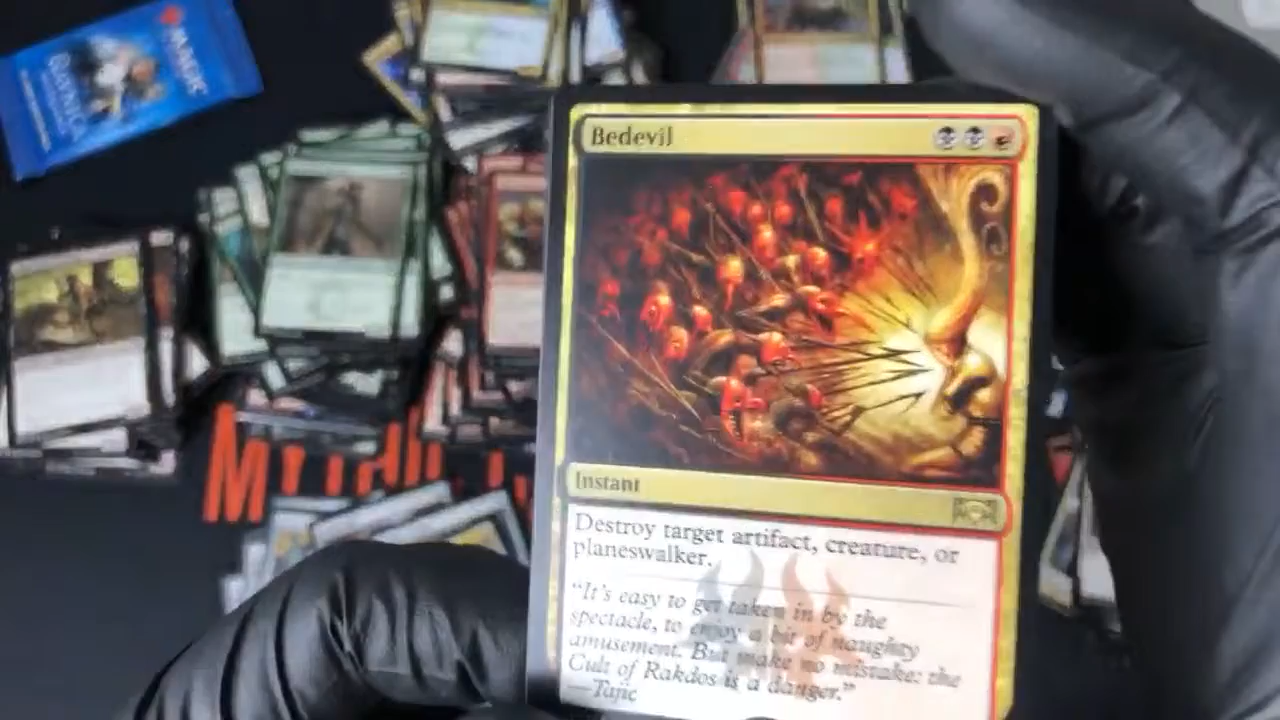 MAGIC
Bedevil
Instant
Destroy target artifact, creature, or
planeswalker.
"It's easy to get taken in by the
spectacle, to enjoy a bit of naughty
amusement. But make no mistake: the
Cult of Rakdos is a danger."
—Tajic